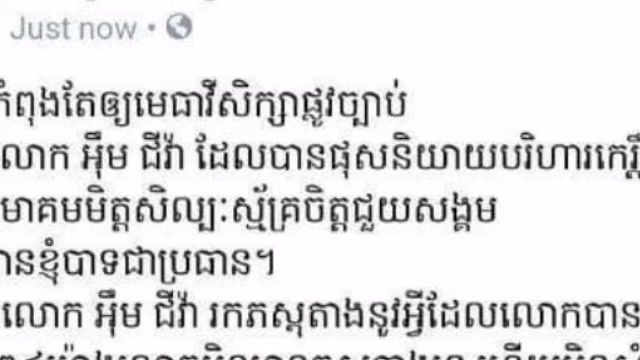 Just now
កំពុងតែឲ្យមេធាវីសិក្សាផ្លូវច្បាប់
លោក អ៊ឹម ជីវ៉ា ដែលបានផុសនិយាយបរិហារកេរ្តិ៍
មាគមមិត្តសិល្បៈស្ម័គ្រចិត្តជួយសង្គម
មានខ្ញុំបាទជាប្រធាន។
លោក អ៊ឹម ជីវ៉ា រកភស្តុតាងនូវអ្វីដែលលោកបាន